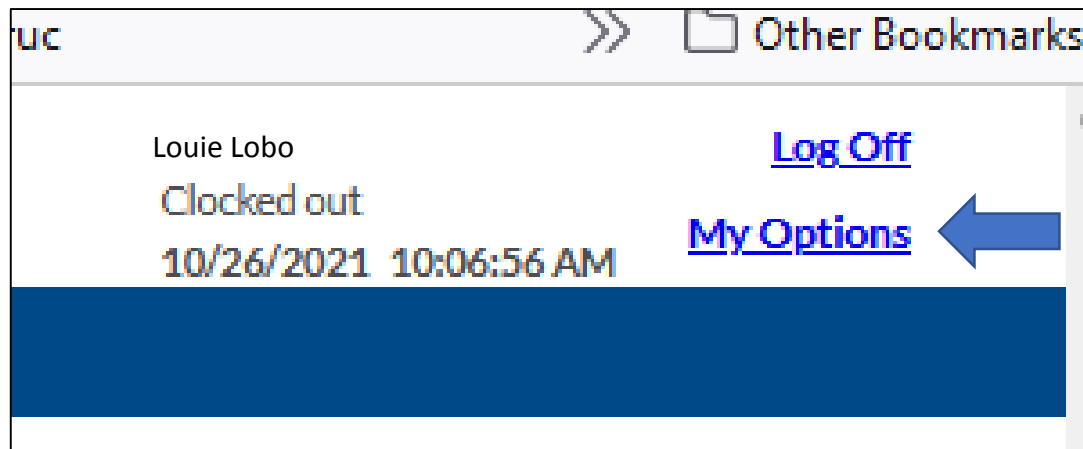 ruc Other Bookmarks
Louie Lobo Log Off
Clocked out
My Options
10/26/2021 10:06:56 AM